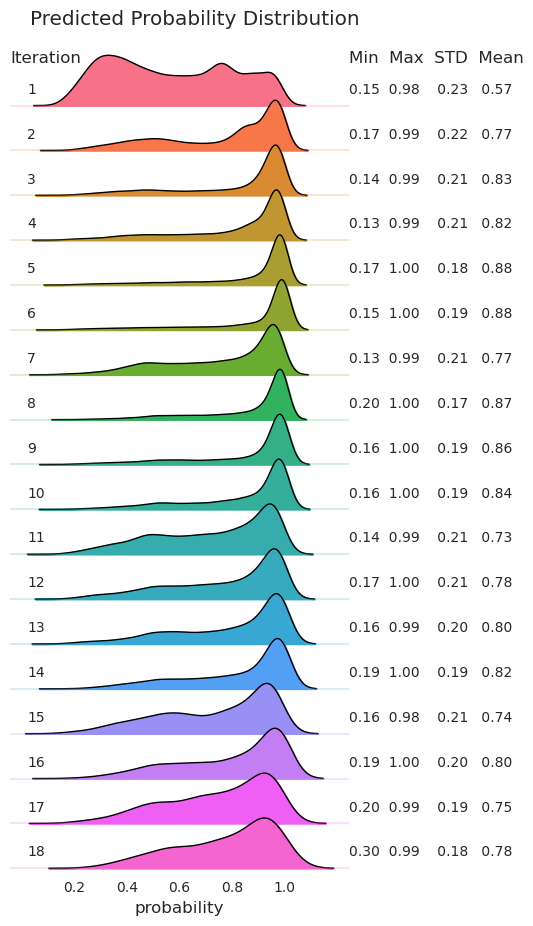 Predicted Probability Distribution
Iteration Min Max STD Mean
1 0.15 0.98 0.23 0.57
2 0.17 0.99 0.22 0.77
3 0.14 0.99 0.21 0.83
4 0.13 0.99 0.21 0.82
5 0.17 1.00 0.18 0.88
6 0.15 1.00 0.19 0.88
7 0.13 0.99 0.21 0.77
8 0.20 1.00 0.17 0.87
9 0.16 1.00 0.19 0.86
10 0.16 1.00 0.19 0.84
11 0.14 0.99 0.21 0.73
12 0.17 1.00 0.21 0.78
13 0.16 0.99 0.20 0.80
14 0.19 1.00 0.19 0.82
15 0.16 0.98 0.21 0.74
16 0.19 1.00 0.20 0.80
17 0.20 0.99 0.19 0.75
18 0.30 0.99 0.18 0.78
0.2 0.4 0.6 0.8 1.0
probability